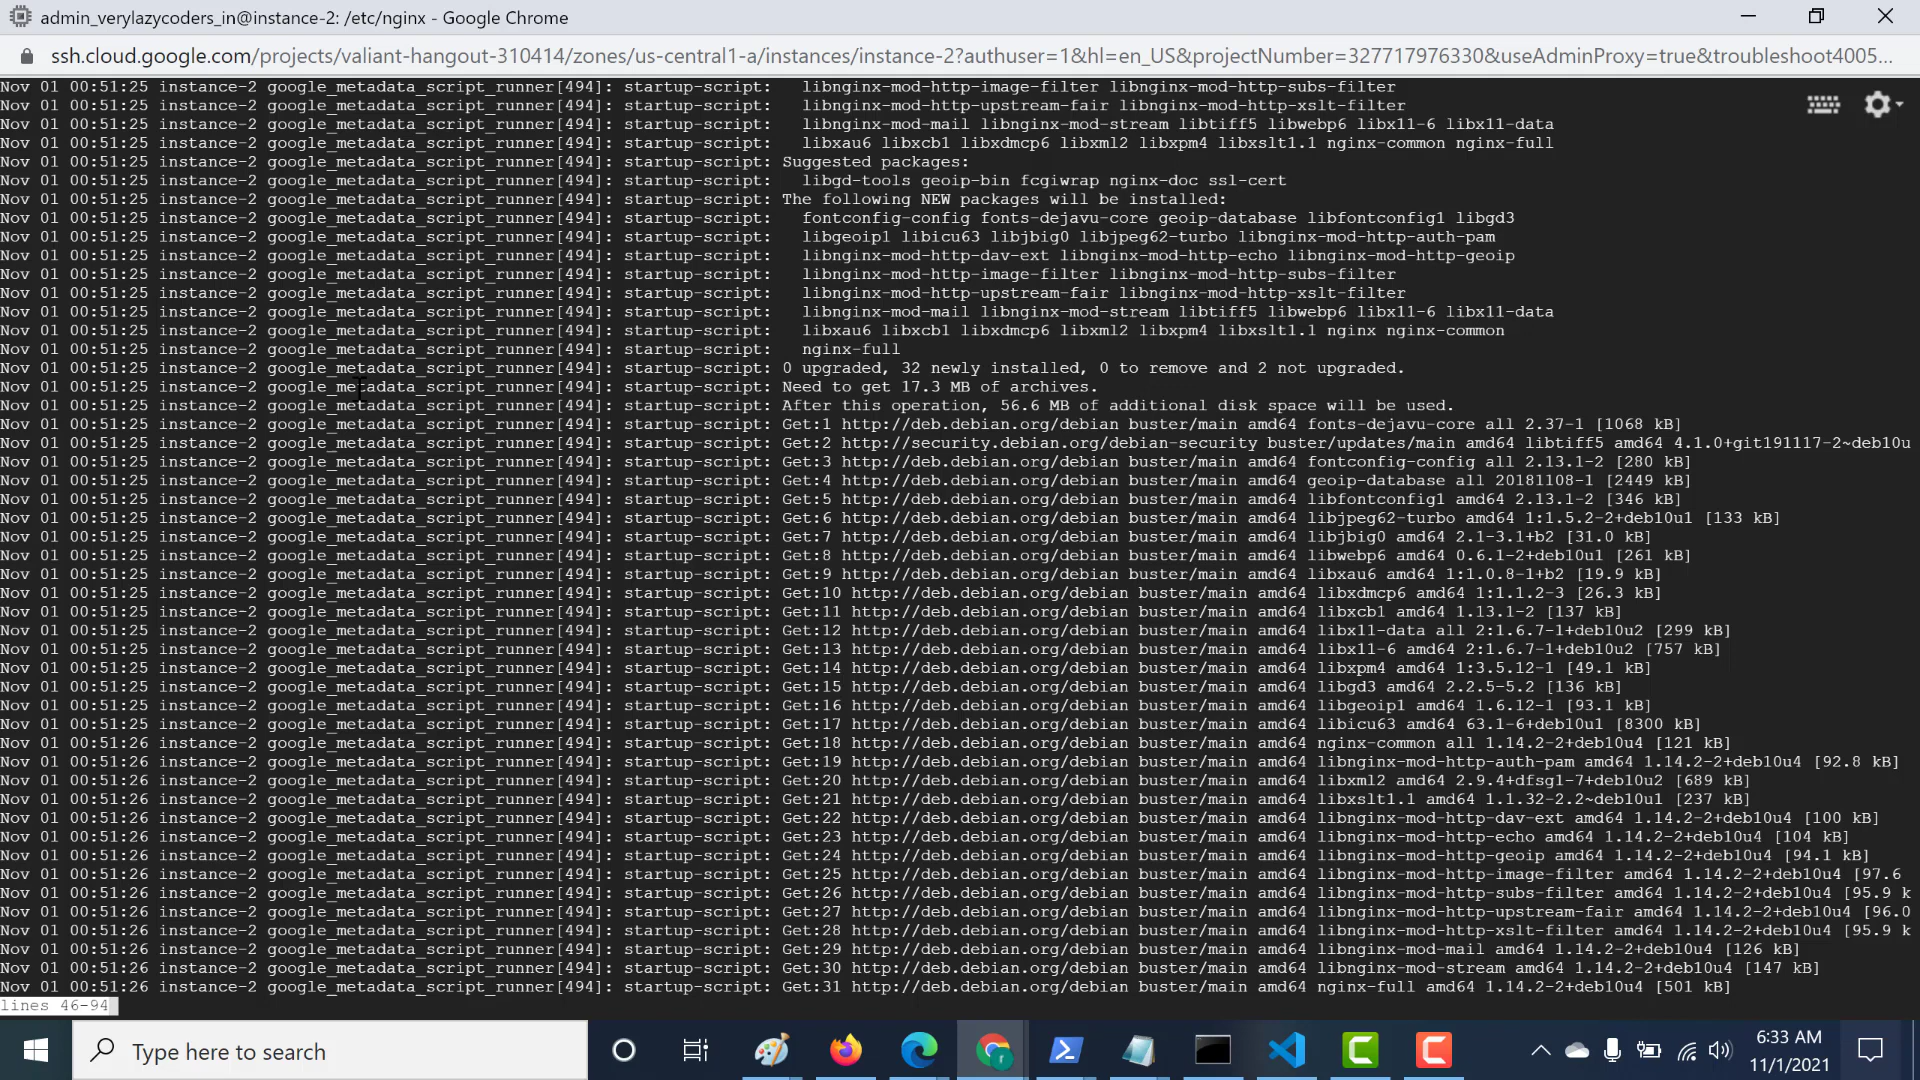 admin_verylazycoders_in@instance-2: /etc/nginx - Google Chrome
ssh.cloud.google.com/projects/valiant-hangout-310414/zones/us-central1-a/instances/instance-2?authuser=1&hl=en_US&projectNumber=327717976330&useAdminProxy=true&troubleshoot4005...
Nov 01 00:51:25 instance-2 google_metadata_script_runner[494]: startup-script:   libnginx-mod-http-image-filter libnginx-mod-http-subs-filter
Nov 01 00:51:25 instance-2 google_metadata_script_runner[494]: startup-script:   libnginx-mod-http-upstream-fair libnginx-mod-http-xslt-filter
Nov 01 00:51:25 instance-2 google_metadata_script_runner[494]: startup-script:   libnginx-mod-mail libnginx-mod-stream libtiff5 libwebp6 libx11-6 libx11-data
Nov 01 00:51:25 instance-2 google_metadata_script_runner[494]: startup-script:   libxau6 libxcb1 libxdmcp6 libxml2 libxpm4 libxslt1.1 nginx-common nginx-full
Nov 01 00:51:25 instance-2 google_metadata_script_runner[494]: startup-script: Suggested packages:
Nov 01 00:51:25 instance-2 google_metadata_script_runner[494]: startup-script:   libgd-tools geoip-bin fcgiwrap nginx-doc ssl-cert
Nov 01 00:51:25 instance-2 google_metadata_script_runner[494]: startup-script: The following NEW packages will be installed:
Nov 01 00:51:25 instance-2 google_metadata_script_runner[494]: startup-script:   fontconfig-config fonts-dejavu-core geoip-database libfontconfig1 libgd3
Nov 01 00:51:25 instance-2 google_metadata_script_runner[494]: startup-script:   libgeoip1 libicu63 libjbig0 libjpeg62-turbo libnginx-mod-http-auth-pam
Nov 01 00:51:25 instance-2 google_metadata_script_runner[494]: startup-script:   libnginx-mod-http-dav-ext libnginx-mod-http-echo libnginx-mod-http-geoip
Nov 01 00:51:25 instance-2 google_metadata_script_runner[494]: startup-script:   libnginx-mod-http-image-filter libnginx-mod-http-subs-filter
Nov 01 00:51:25 instance-2 google_metadata_script_runner[494]: startup-script:   libnginx-mod-http-upstream-fair libnginx-mod-http-xslt-filter
Nov 01 00:51:25 instance-2 google_metadata_script_runner[494]: startup-script:   libnginx-mod-mail libnginx-mod-stream libtiff5 libwebp6 libx11-6 libx11-data
Nov 01 00:51:25 instance-2 google_metadata_script_runner[494]: startup-script:   libxau6 libxcb1 libxdmcp6 libxml2 libxpm4 libxslt1.1 nginx nginx-common
Nov 01 00:51:25 instance-2 google_metadata_script_runner[494]: startup-script:   nginx-full
Nov 01 00:51:25 instance-2 google_metadata_script_runner[494]: startup-script: 0 upgraded, 32 newly installed, 0 to remove and 2 not upgraded.
Nov 01 00:51:25 instance-2 google_metadata_script_runner[494]: startup-script: Need to get 17.3 MB of archives.
Nov 01 00:51:25 instance-2 google_metadata_script_runner[494]: startup-script: After this operation, 56.6 MB of additional disk space will be used.
Nov 01 00:51:25 instance-2 google_metadata_script_runner[494]: startup-script: Get:1 http://deb.debian.org/debian buster/main amd64 fonts-dejavu-core all 2.37-1 [1068 kB]
Nov 01 00:51:25 instance-2 google_metadata_script_runner[494]: startup-script: Get:2 http://security.debian.org/debian-security buster/updates/main amd64 libtiff5 amd64 4.1.0+git191117-2~deb10u
Nov 01 00:51:25 instance-2 google_metadata_script_runner[494]: startup-script: Get:3 http://deb.debian.org/debian buster/main amd64 fontconfig-config all 2.13.1-2 [280 kB]
Nov 01 00:51:25 instance-2 google_metadata_script_runner[494]: startup-script: Get:4 http://deb.debian.org/debian buster/main amd64 geoip-database all 20181108-1 [2449 kB]
Nov 01 00:51:25 instance-2 google_metadata_script_runner[494]: startup-script: Get:5 http://deb.debian.org/debian buster/main amd64 libfontconfig1 amd64 2.13.1-2 [346 kB]
Nov 01 00:51:25 instance-2 google_metadata_script_runner[494]: startup-script: Get:6 http://deb.debian.org/debian buster/main amd64 libjpeg62-turbo amd64 1:1.5.2-2+deb10u1 [133 kB]
Nov 01 00:51:25 instance-2 google_metadata_script_runner[494]: startup-script: Get:7 http://deb.debian.org/debian buster/main amd64 libjbig0 amd64 2.1-3.1+b2 [31.0 kB]
Nov 01 00:51:25 instance-2 google_metadata_script_runner[494]: startup-script: Get:8 http://deb.debian.org/debian buster/main amd64 libwebp6 amd64 0.6.1-2+deb10u1 [261 kB]
Nov 01 00:51:25 instance-2 google_metadata_script_runner[494]: startup-script: Get:9 http://deb.debian.org/debian buster/main amd64 libxau6 amd64 1:1.0.8-1+b2 [19.9 kB]
Nov 01 00:51:25 instance-2 google_metadata_script_runner[494]: startup-script: Get:10 http://deb.debian.org/debian buster/main amd64 libxdmcp6 amd64 1:1.1.2-3 [26.3 kB]
Nov 01 00:51:25 instance-2 google_metadata_script_runner[494]: startup-script: Get:11 http://deb.debian.org/debian buster/main amd64 libxcb1 amd64 1.13.1-2 [137 kB]
Nov 01 00:51:25 instance-2 google_metadata_script_runner[494]: startup-script: Get:12 http://deb.debian.org/debian buster/main amd64 libx11-data all 2:1.6.7-1+deb10u2 [299 kB]
Nov 01 00:51:25 instance-2 google_metadata_script_runner[494]: startup-script: Get:13 http://deb.debian.org/debian buster/main amd64 libx11-6 amd64 2:1.6.7-1+deb10u2 [757 kB]
Nov 01 00:51:25 instance-2 google_metadata_script_runner[494]: startup-script: Get:14 http://deb.debian.org/debian buster/main amd64 libxpm4 amd64 1:3.5.12-1 [49.1 kB]
Nov 01 00:51:25 instance-2 google_metadata_script_runner[494]: startup-script: Get:15 http://deb.debian.org/debian buster/main amd64 libgd3 amd64 2.2.5-5.2 [136 kB]
Nov 01 00:51:25 instance-2 google_metadata_script_runner[494]: startup-script: Get:16 http://deb.debian.org/debian buster/main amd64 libgeoip1 amd64 1.6.12-1 [93.1 kB]
Nov 01 00:51:25 instance-2 google_metadata_script_runner[494]: startup-script: Get:17 http://deb.debian.org/debian buster/main amd64 libicu63 amd64 63.1-6+deb10u1 [8300 kB]
Nov 01 00:51:26 instance-2 google_metadata_script_runner[494]: startup-script: Get:18 http://deb.debian.org/debian buster/main amd64 nginx-common all 1.14.2-2+deb10u4 [121 kB]
Nov 01 00:51:26 instance-2 google_metadata_script_runner[494]: startup-script: Get:19 http://deb.debian.org/debian buster/main amd64 libnginx-mod-http-auth-pam amd64 1.14.2-2+deb10u4 [92.8 kB]
Nov 01 00:51:26 instance-2 google_metadata_script_runner[494]: startup-script: Get:20 http://deb.debian.org/debian buster/main amd64 libxml2 amd64 2.9.4+dfsg1-7+deb10u2 [689 kB]
Nov 01 00:51:26 instance-2 google_metadata_script_runner[494]: startup-script: Get:21 http://deb.debian.org/debian buster/main amd64 libxslt1.1 amd64 1.1.32-2.2~deb10u1 [237 kB]
Nov 01 00:51:26 instance-2 google_metadata_script_runner[494]: startup-script: Get:22 http://deb.debian.org/debian buster/main amd64 libnginx-mod-http-dav-ext amd64 1.14.2-2+deb10u4 [100 kB]
Nov 01 00:51:26 instance-2 google_metadata_script_runner[494]: startup-script: Get:23 http://deb.debian.org/debian buster/main amd64 libnginx-mod-http-echo amd64 1.14.2-2+deb10u4 [104 kB]
Nov 01 00:51:26 instance-2 google_metadata_script_runner[494]: startup-script: Get:24 http://deb.debian.org/debian buster/main amd64 libnginx-mod-http-geoip amd64 1.14.2-2+deb10u4 [94.1 kB]
Nov 01 00:51:26 instance-2 google_metadata_script_runner[494]: startup-script: Get:25 http://deb.debian.org/debian buster/main amd64 libnginx-mod-http-image-filter amd64 1.14.2-2+deb10u4 [97.6
Nov 01 00:51:26 instance-2 google_metadata_script_runner[494]: startup-script: Get:26 http://deb.debian.org/debian buster/main amd64 libnginx-mod-http-subs-filter amd64 1.14.2-2+deb10u4 [95.9 k
Nov 01 00:51:26 instance-2 google_metadata_script_runner[494]: startup-script: Get:27 http://deb.debian.org/debian buster/main amd64 libnginx-mod-http-upstream-fair amd64 1.14.2-2+deb10u4 [96.0
Nov 01 00:51:26 instance-2 google_metadata_script_runner[494]: startup-script: Get:28 http://deb.debian.org/debian buster/main amd64 libnginx-mod-http-xslt-filter amd64 1.14.2-2+deb10u4 [95.9 k
Nov 01 00:51:26 instance-2 google_metadata_script_runner[494]: startup-script: Get:29 http://deb.debian.org/debian buster/main amd64 libnginx-mod-mail amd64 1.14.2-2+deb10u4 [126 kB]
Nov 01 00:51:26 instance-2 google_metadata_script_runner[494]: startup-script: Get:30 http://deb.debian.org/debian buster/main amd64 libnginx-mod-stream amd64 1.14.2-2+deb10u4 [147 kB]
Nov 01 00:51:26 instance-2 google_metadata_script_runner[494]: startup-script: Get:31 http://deb.debian.org/debian buster/main amd64 nginx-full amd64 1.14.2-2+deb10u4 [501 kB]
lines 46-94
Type here to search
6:33 AM
11/1/2021